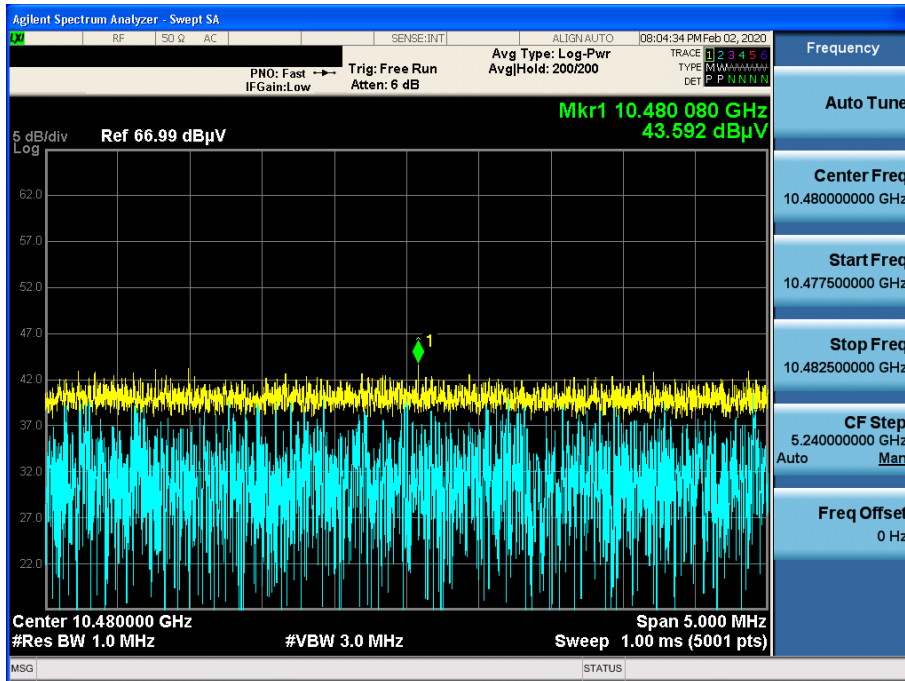 Agilent Spectrum Analyzer - Swept SA
LXI RF 50 Ω AC SENSE:INT ALIGN AUTO 08:04:34 PM Feb 02, 2020
PNO: Fast
IFGain:Low
Trig: Free Run
Atten: 6 dB
Avg Type: Log-Pwr
Avg|Hold: 200/200
TRACE 1 2 3 4 5 6
TYPE M W
DET P P N N N N
Mkr1 10.480 080 GHz
43.592 dBµV
5 dB/div Ref 66.99 dBµV
Log
62.0
57.0
52.0
47.0
42.0
37.0
32.0
27.0
22.0
1
Center 10.480000 GHz Span 5.000 MHz
#Res BW 1.0 MHz #VBW 3.0 MHz Sweep 1.00 ms (5001 pts)
MSG STATUS
Frequency
Auto Tune
Center Freq
10.480000000 GHz
Start Freq
10.477500000 GHz
Stop Freq
10.482500000 GHz
CF Step
5.240000000 GHz
Auto Man
Freq Offset
0 Hz